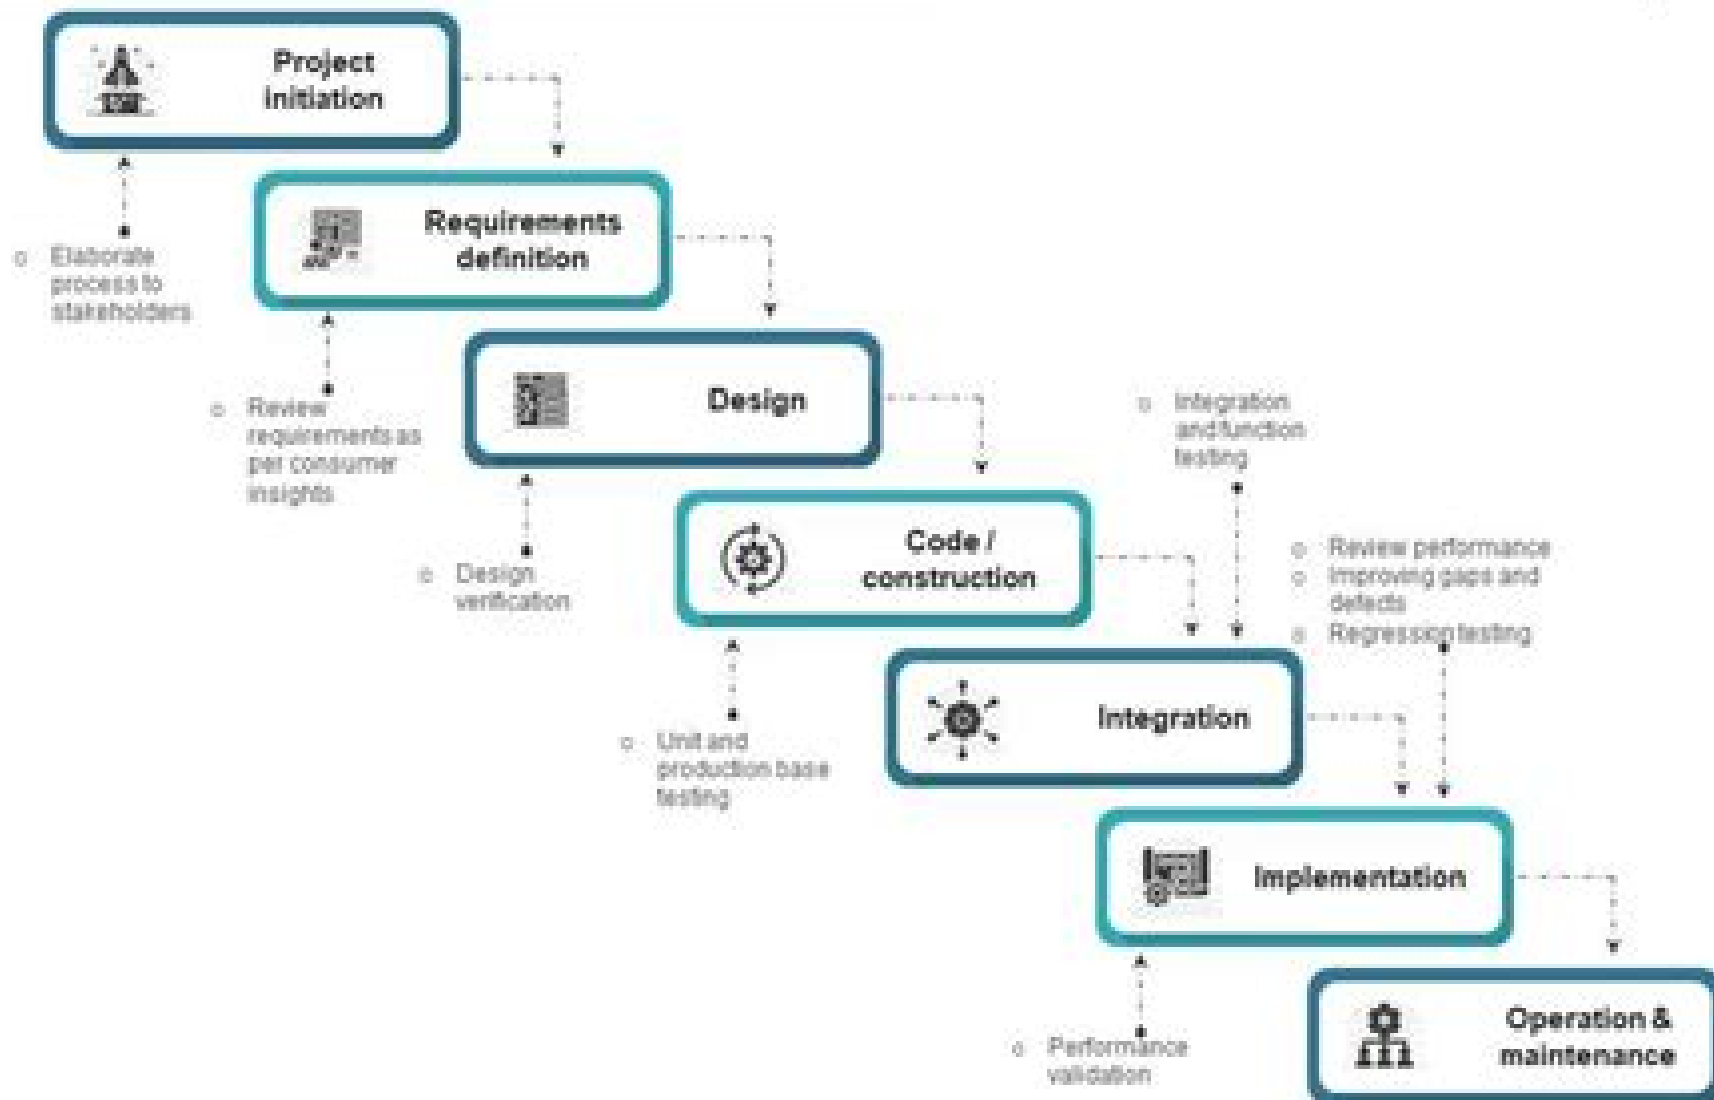 Project
initiation
Elaborate
process to
stakeholders
Requirements
definition
Review
requirements as
per consumer
insights
Design
Design
verification
Integration
and function
testing
Code /
construction
Unit and
production base
testing
Review performance
Improving gaps and
defects
Regression testing
Integration
Implementation
Performance
validation
Operation &
maintenance